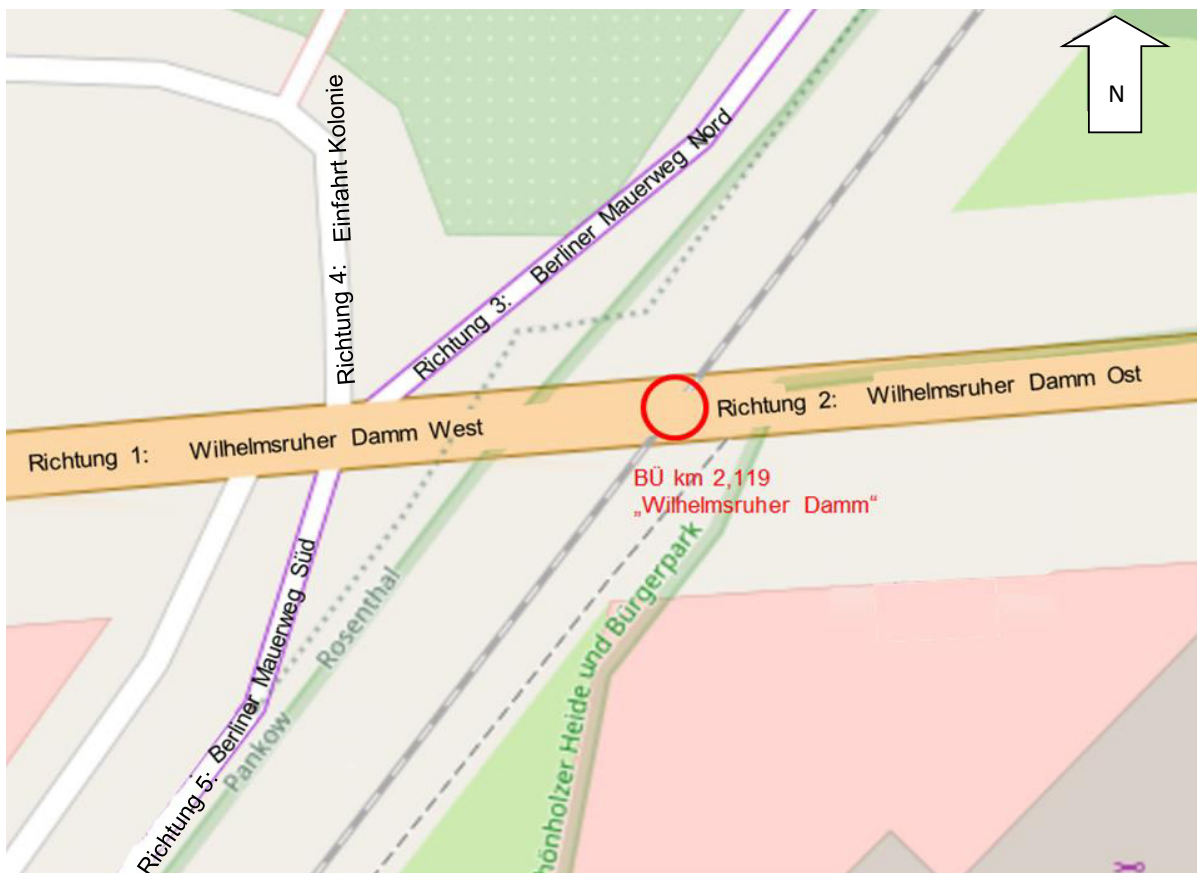 N
Richtung 4: Einfahrt Kolonie
Richtung 3: Berliner Mauerweg Nord
Richtung 2: Wilhelmsruher Damm Ost
Richtung 1: Wilhelmsruher Damm West
BÜ km 2,119
„Wilhelmsruher Damm“
Rosenthal
Pankow
Richtung 5: Berliner Mauerweg Süd
hönholzer Heide und Bürgerpark